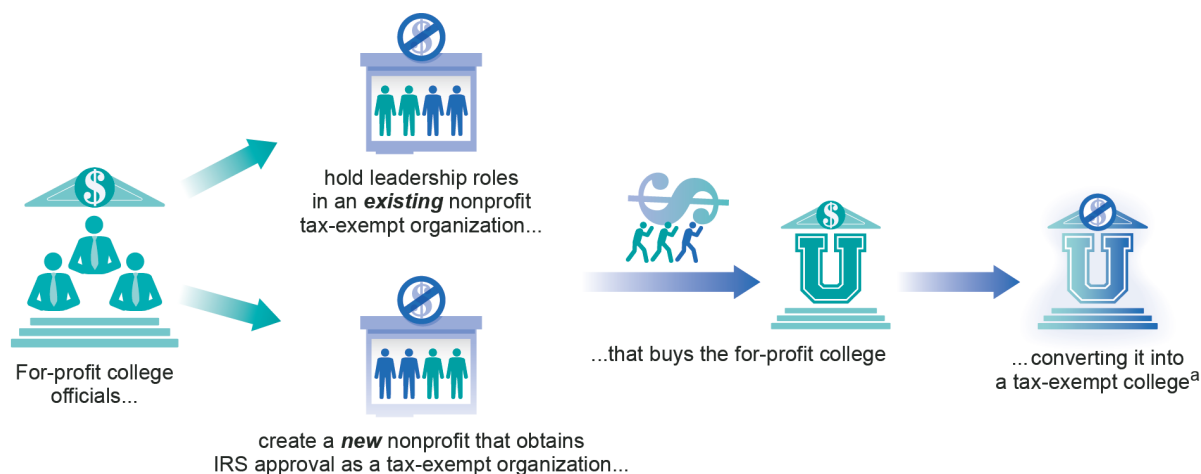 For-profit college
officials...
hold leadership roles
in an existing nonprofit
tax-exempt organization...
create a new nonprofit that obtains
IRS approval as a tax-exempt organization...
...that buys the for-profit college
...converting it into
a tax-exempt collegeª